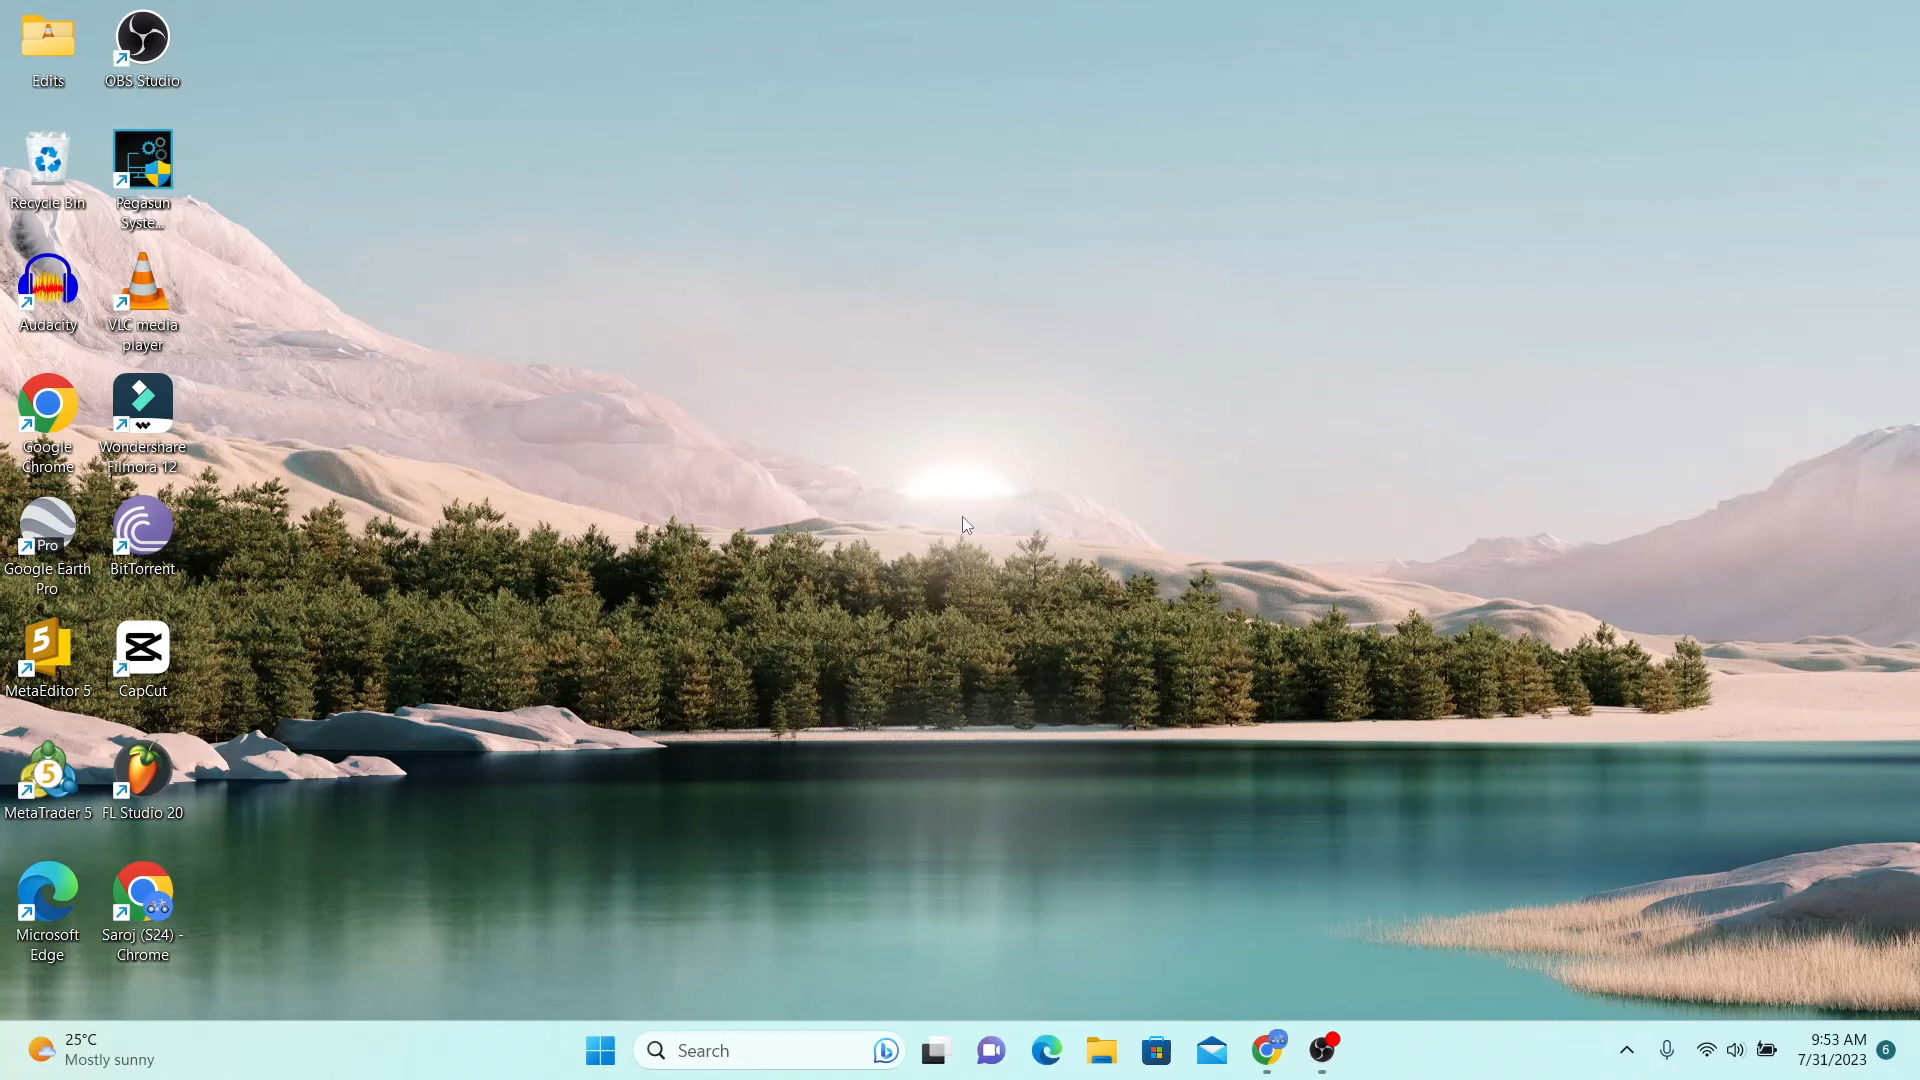 Edits
OBS Studio
Recycle Bin
Pegasun
Syste...
Audacity
VLC media
player
Google
Chrome
Wondershare
Filmora 12
Pro
Google Earth
Pro
BitTorrent
5
MetaEditor 5
CapCut
5
MetaTrader 5
FL Studio 20
Microsoft
Edge
Saroj (S24) -
Chrome
25°C
Mostly sunny
Search
9:53 AM
7/31/2023
6